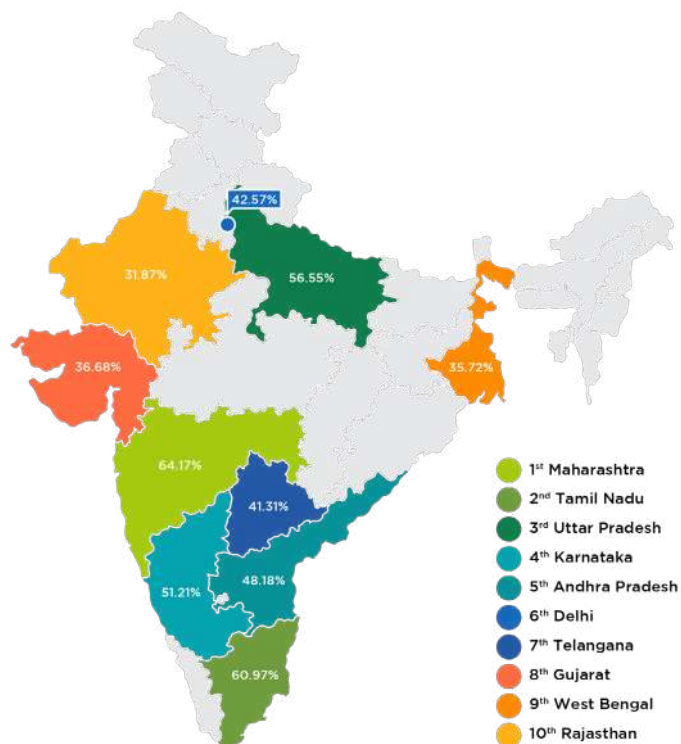 42.57%
31.87%
56.55%
36.68%
35.72%
64.17%
41.31%
51.21%
48.18%
60.97%
1st Maharashtra
2nd Tamil Nadu
3rd Uttar Pradesh
4th Karnataka
5th Andhra Pradesh
6th Delhi
7th Telangana
8th Gujarat
9th West Bengal
10th Rajasthan